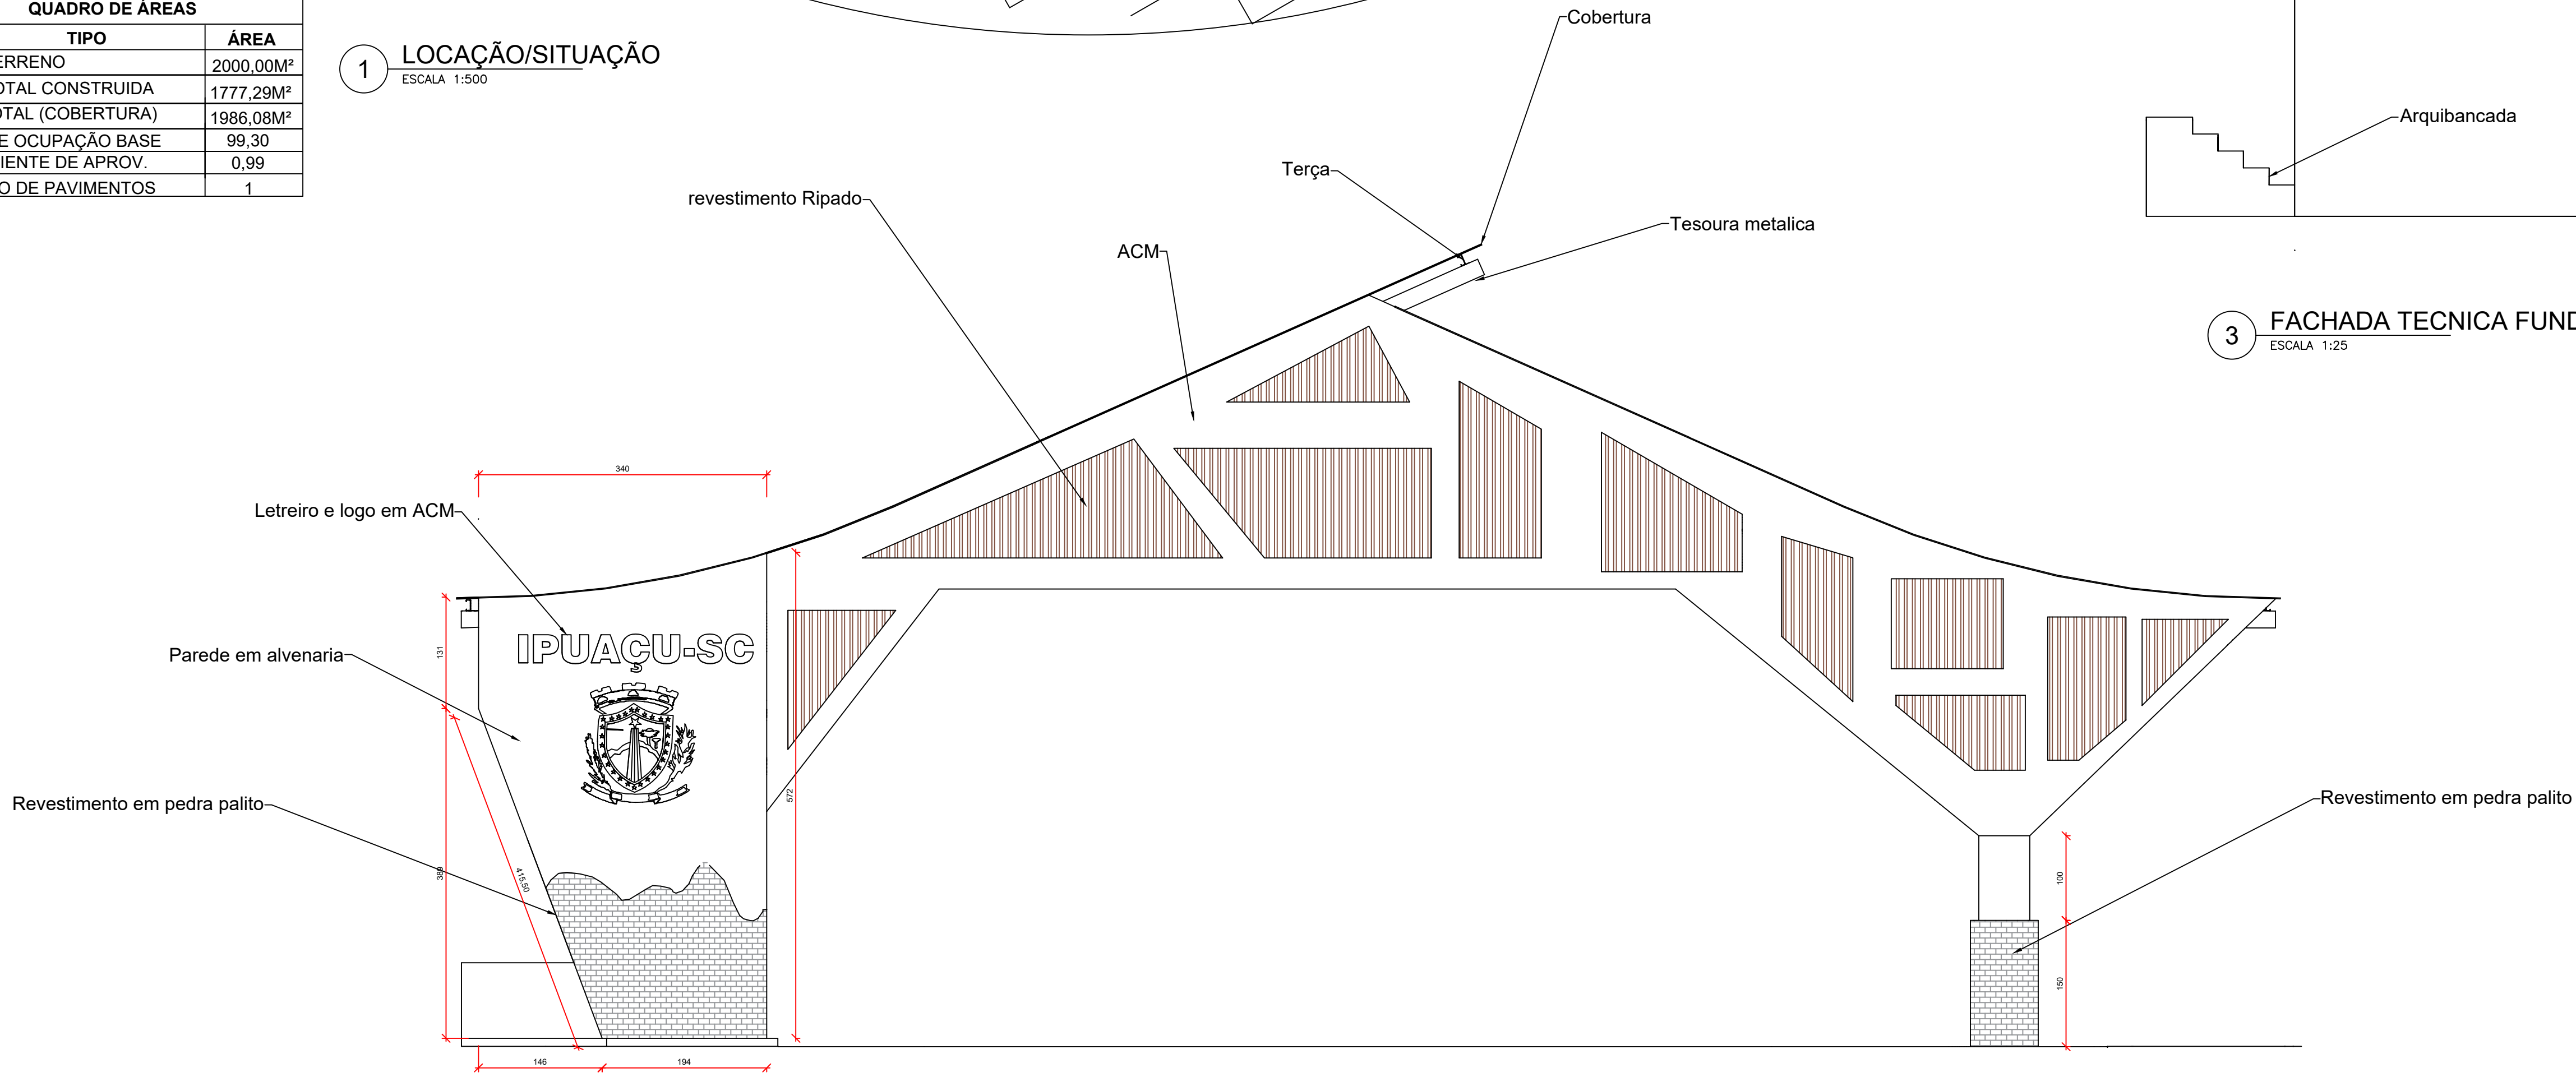 QUADRO DE ÁREAS
TIPO ÁREA
ERRENO 2000,00M²
OTAL CONSTRUIDA 1777,29M²
OTAL (COBERTURA) 1986,08M²
E OCUPAÇÃO BASE 99,30
IENTE DE APROV. 0,99
O DE PAVIMENTOS 1
1 LOCAÇÃO/SITUAÇÃO
ESCALA 1:500
Cobertura
Arquibancada
Terça
revestimento Ripado
Tesoura metalica
ACM
3 FACHADA TECNICA FUND
ESCALA 1:25
340
Letreiro e logo em ACM
IPUAÇU-SC
131
Parede em alvenaria
572
Revestimento em pedra palito
Revestimento em pedra palito
389
415,50
100
150
146
194